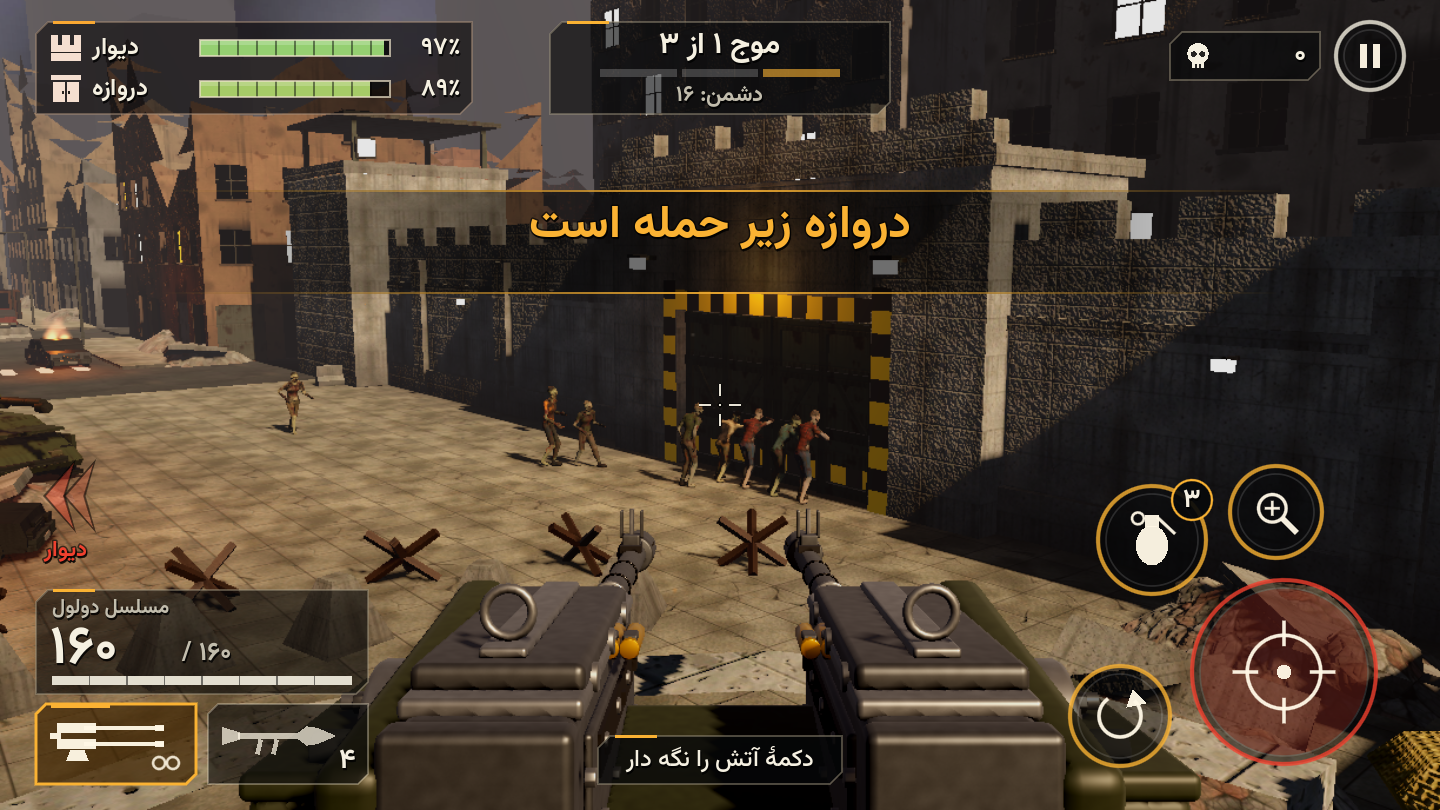 دیوار ۹۷٪
دروازه ۸۹٪
موج ۱ از ۳
دشمن: ۱۶
۰
دروازه زیر حمله است
دیوار
۳
مسلسل دولول
۱۶۰ / ۱۶۰
∞
۴
دکمهٔ آتش را نگه دار